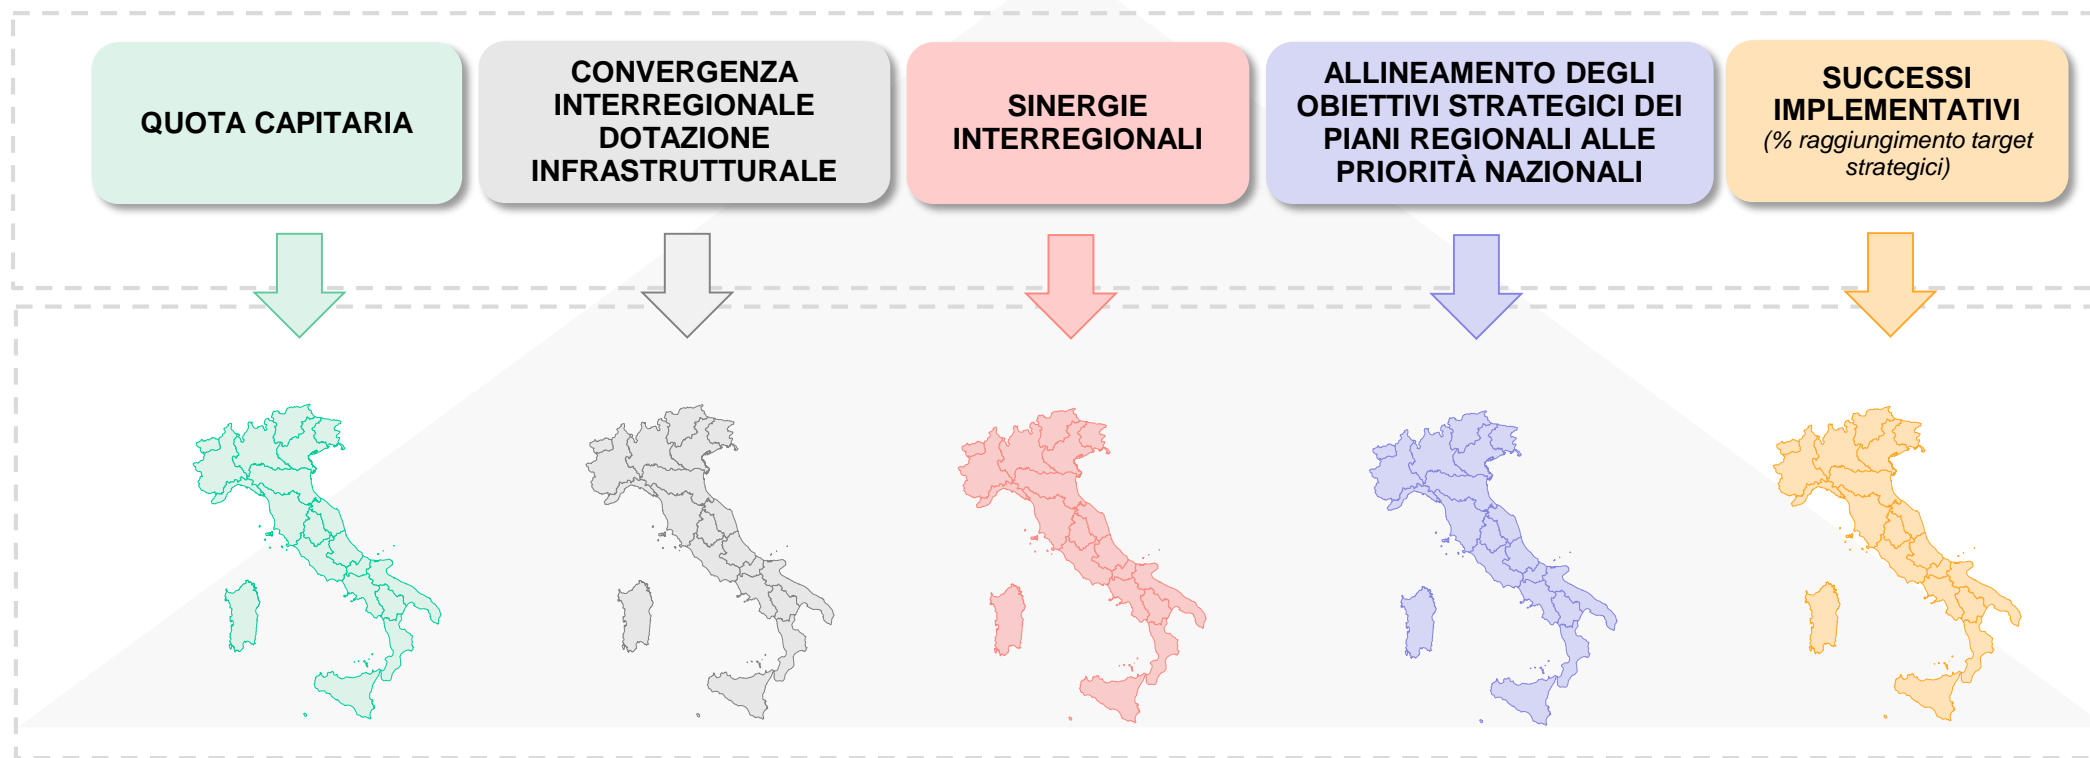 QUOTA CAPITARIA
CONVERGENZA
INTERREGIONALE
DOTAZIONE
INFRASTRUTTURALE
SINERGIE
INTERREGIONALI
ALLINEAMENTO DEGLI
OBIETTIVI STRATEGICI DEI
PIANI REGIONALI ALLE
PRIORITÀ NAZIONALI
SUCCESSI
IMPLEMENTATIVI
(% raggiungimento target
strategici)